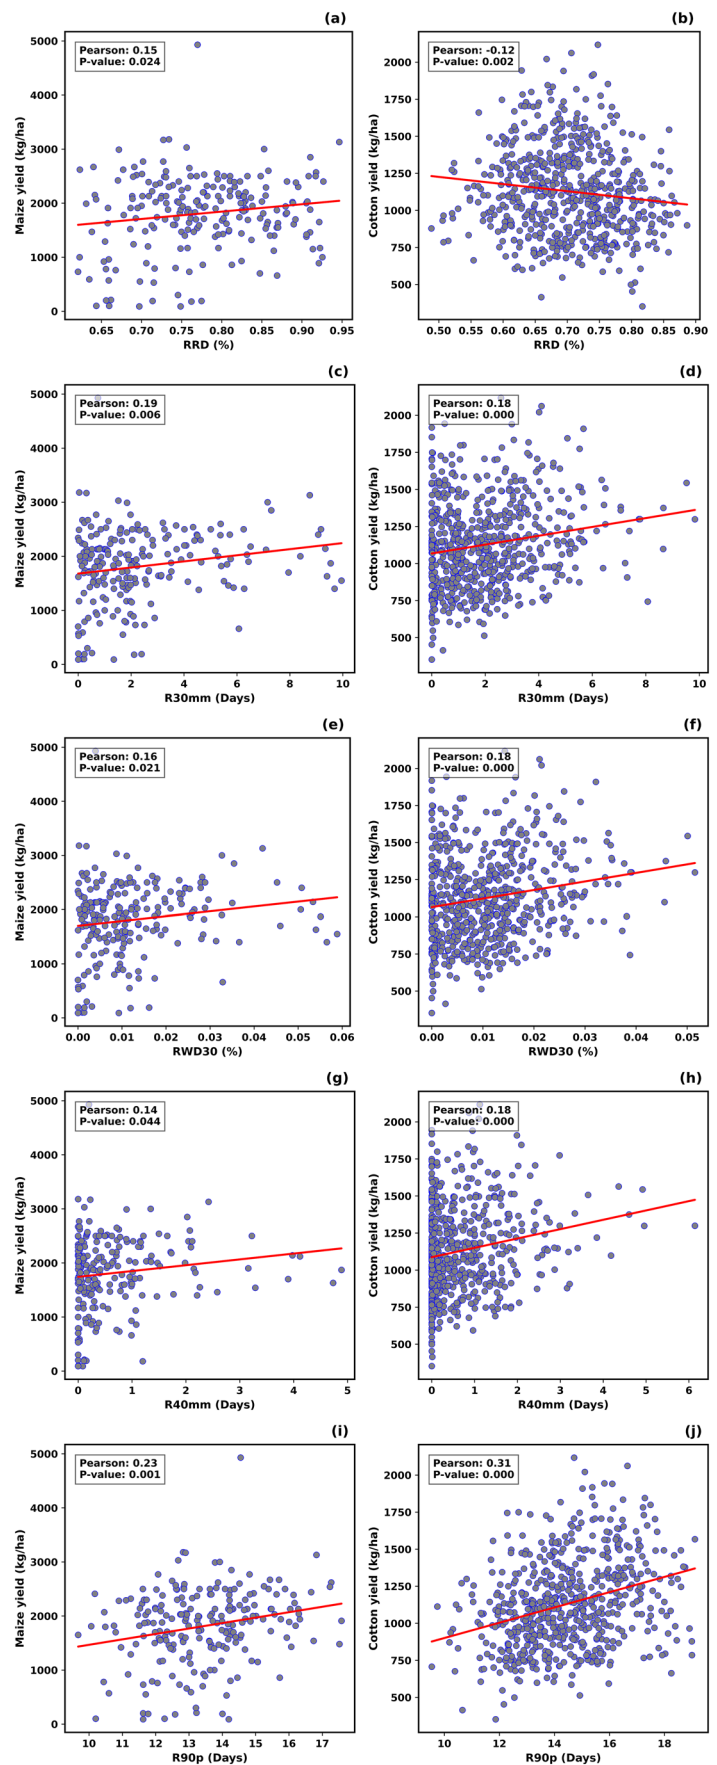 (a)
Pearson: 0.15
P-value: 0.024
Maize yield (kg/ha)
5000
4000
3000
2000
1000
0
0.65 0.70 0.75 0.80 0.85 0.90 0.95
RRD (%)
(b)
Pearson: -0.12
P-value: 0.002
Cotton yield (kg/ha)
2000
1750
1500
1250
1000
750
500
0.50 0.55 0.60 0.65 0.70 0.75 0.80 0.85 0.90
RRD (%)
(c)
Pearson: 0.19
P-value: 0.006
Maize yield (kg/ha)
5000
4000
3000
2000
1000
0
0 2 4 6 8 10
R30mm (Days)
(d)
Pearson: 0.18
P-value: 0.000
Cotton yield (kg/ha)
2000
1750
1500
1250
1000
750
500
0 2 4 6 8 10
R30mm (Days)
(e)
Pearson: 0.16
P-value: 0.021
Maize yield (kg/ha)
5000
4000
3000
2000
1000
0
0.00 0.01 0.02 0.03 0.04 0.05 0.06
RWD30 (%)
(f)
Pearson: 0.18
P-value: 0.000
Cotton yield (kg/ha)
2000
1750
1500
1250
1000
750
500
0.00 0.01 0.02 0.03 0.04 0.05
RWD30 (%)
(g)
Pearson: 0.14
P-value: 0.044
Maize yield (kg/ha)
5000
4000
3000
2000
1000
0
0 1 2 3 4 5
R40mm (Days)
(h)
Pearson: 0.18
P-value: 0.000
Cotton yield (kg/ha)
2000
1750
1500
1250
1000
750
500
0 1 2 3 4 5 6
R40mm (Days)
(i)
Pearson: 0.23
P-value: 0.001
Maize yield (kg/ha)
5000
4000
3000
2000
1000
0
10 11 12 13 14 15 16 17
R90p (Days)
(j)
Pearson: 0.31
P-value: 0.000
Cotton yield (kg/ha)
2000
1750
1500
1250
1000
750
500
10 12 14 16 18
R90p (Days)